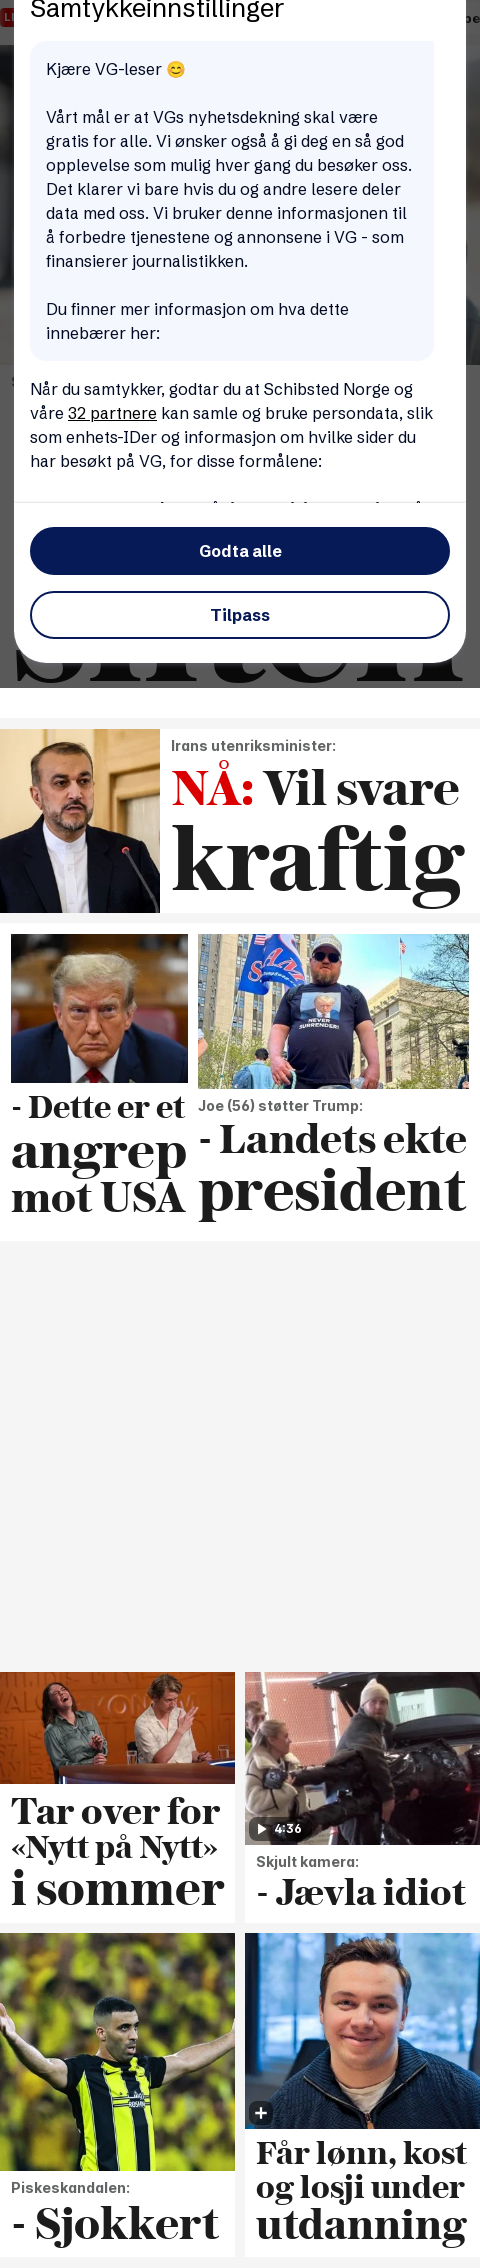 Samtykkeinnstillinger
Kjære VG-leser 😊
Vårt mål er at VGs nyhetsdekning skal være
gratis for alle. Vi ønsker også å gi deg en så god
opplevelse som mulig hver gang du besøker oss.
Det klarer vi bare hvis du og andre lesere deler
data med oss. Vi bruker denne informasjonen til
å forbedre tjenestene og annonsene i VG - som
finansierer journalistikken.
Du finner mer informasjon om hva dette
innebærer her:
Når du samtykker, godtar du at Schibsted Norge og
våre 32 partnere kan samle og bruke persondata, slik
som enhets-IDer og informasjon om hvilke sider du
har besøkt på VG, for disse formålene:
Godta alle
Tilpass
Irans utenriksminister:
NÅ: Vil svare
kraftig
NEVER
SURRENDER!
- Dette er et
angrep
mot USA
Joe (56) støtter Trump:
- Landets ekte
president
Tar over for
«Nytt på Nytt»
i sommer
4:36
Skjult kamera:
- Jævla idiot
Piskeskandalen:
- Sjokkert
Får lønn, kost
og losji under
utdanning